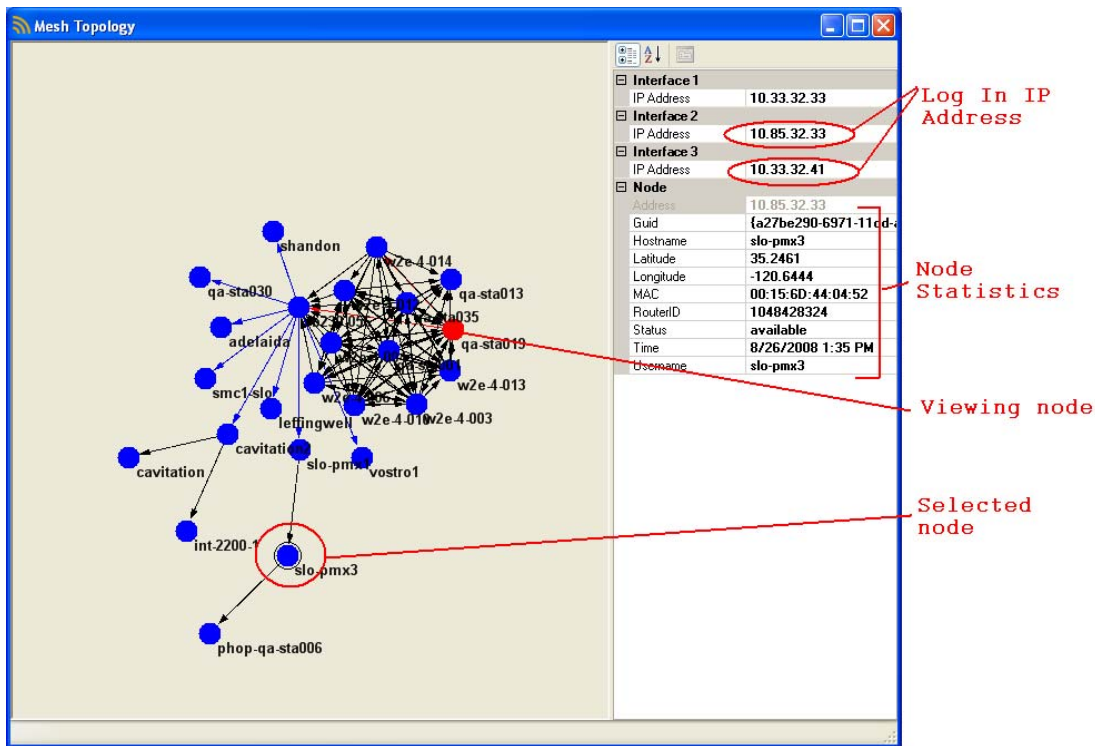 Mesh Topology
Interface 1
IP Address 10.33.32.33
Interface 2
IP Address 10.85.32.33
Interface 3
IP Address 10.33.32.41
Node
Address 10.85.32.33
Guid {a27be290-6971-11cd-a
Hostname slo-pmx3
Latitude 35.2461
Longitude -120.6444
MAC 00:15:6D:44:04:52
RouterID 1048428324
Status available
Time 8/26/2008 1:35 PM
Username slo-pmx3
Log In IP
Address
Node
Statistics
Viewing node
Selected
node
shandon
w2e-4-014
qa-sta030
qa-sta013
adelaida
qa-sta019
smc1-slo
w2e-4-013
leffingwell
w2e-4-003
cavitation2
cavitation
slo-pmx1
vostro1
int-2200-1
slo-pmx3
phop-qa-sta006